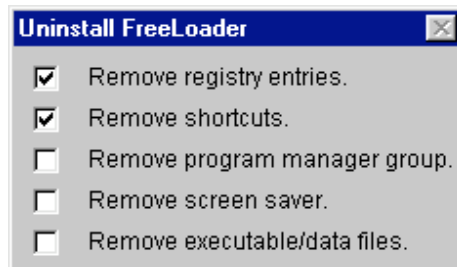 Uninstall FreeLoader
Remove registry entries.
Remove shortcuts.
Remove program manager group.
Remove screen saver.
Remove executable/data files.